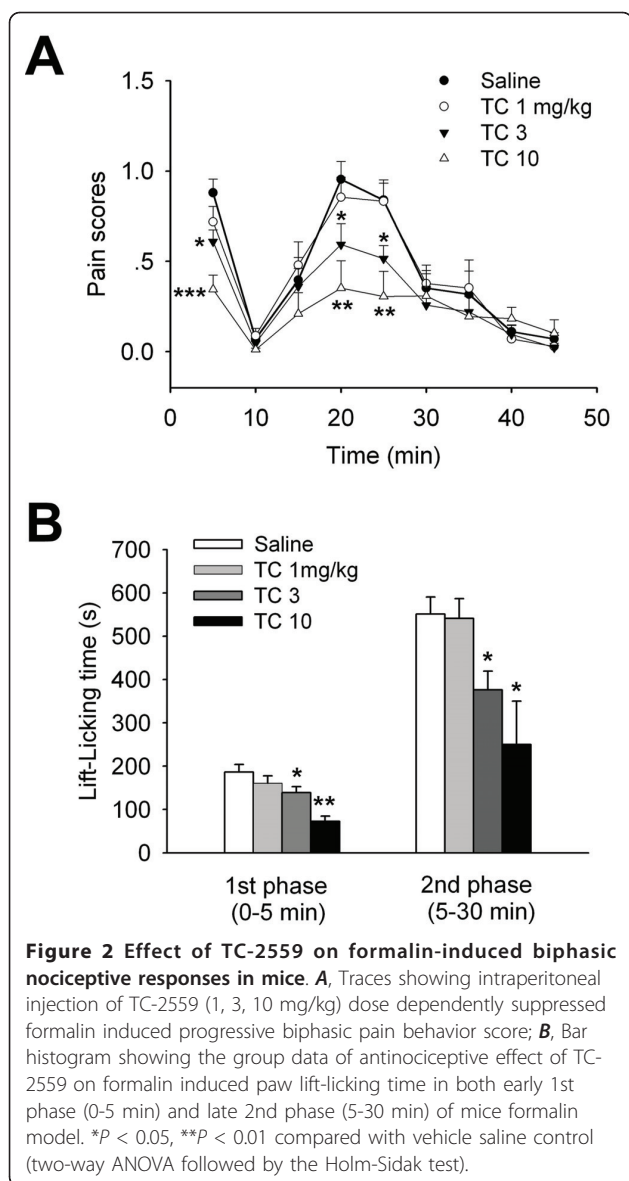 A
1.5
1.0
.5
0.0
Pain scores
Saline
TC 1 mg/kg
TC 3
TC 10
*
***
*
*
**
**
0 10 20 30 40 50
Time (min)
B
700
600
500
400
300
200
100
0
Lift-Licking time (s)
Saline
TC 1mg/kg
TC 3
TC 10
*
**
*
*
1st phase
(0-5 min)
2nd phase
(5-30 min)
Figure 2 Effect of TC-2559 on formalin-induced biphasic
nociceptive responses in mice. A, Traces showing intraperitoneal
injection of TC-2559 (1, 3, 10 mg/kg) dose dependently suppressed
formalin induced progressive biphasic pain behavior score; B, Bar
histogram showing the group data of antinociceptive effect of TC-
2559 on formalin induced paw lift-licking time in both early 1st
phase (0-5 min) and late 2nd phase (5-30 min) of mice formalin
model. *P < 0.05, **P < 0.01 compared with vehicle saline control
(two-way ANOVA followed by the Holm-Sidak test).